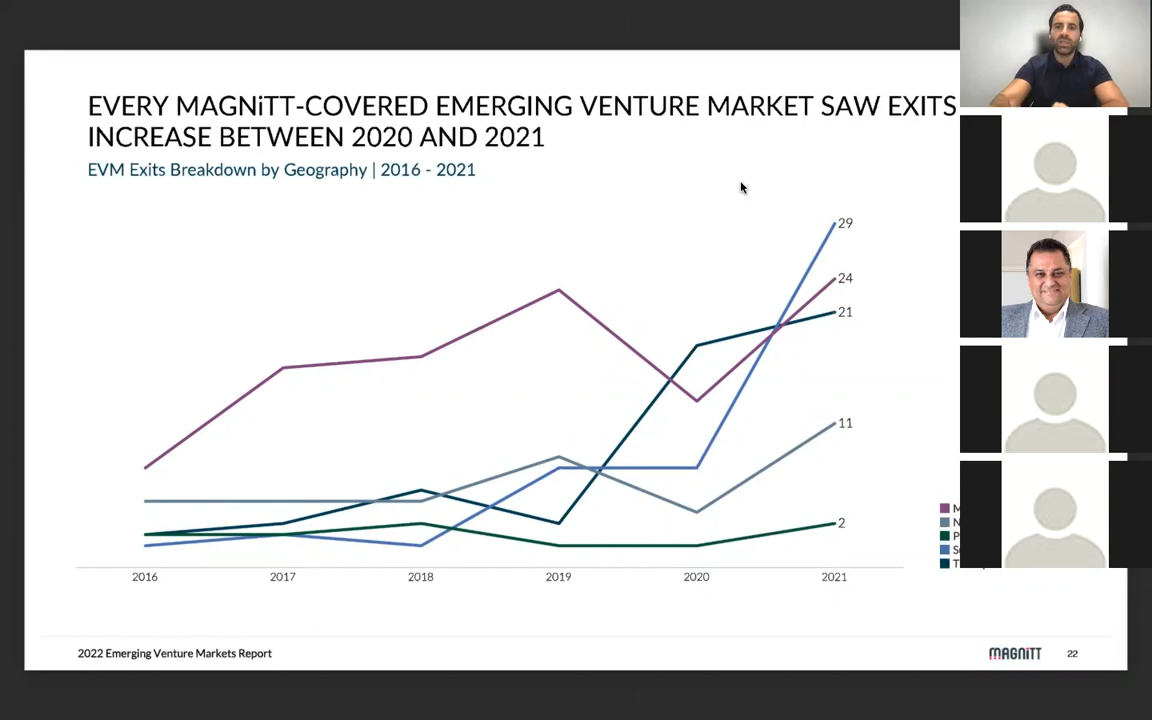 EVERY MAGNiTT-COVERED EMERGING VENTURE MARKET SAW EXITS
INCREASE BETWEEN 2020 AND 2021
EVM Exits Breakdown by Geography | 2016 - 2021
29
24
21
11
2
2016 2017 2018 2019 2020 2021
2022 Emerging Venture Markets Report
MAGNiTT 22